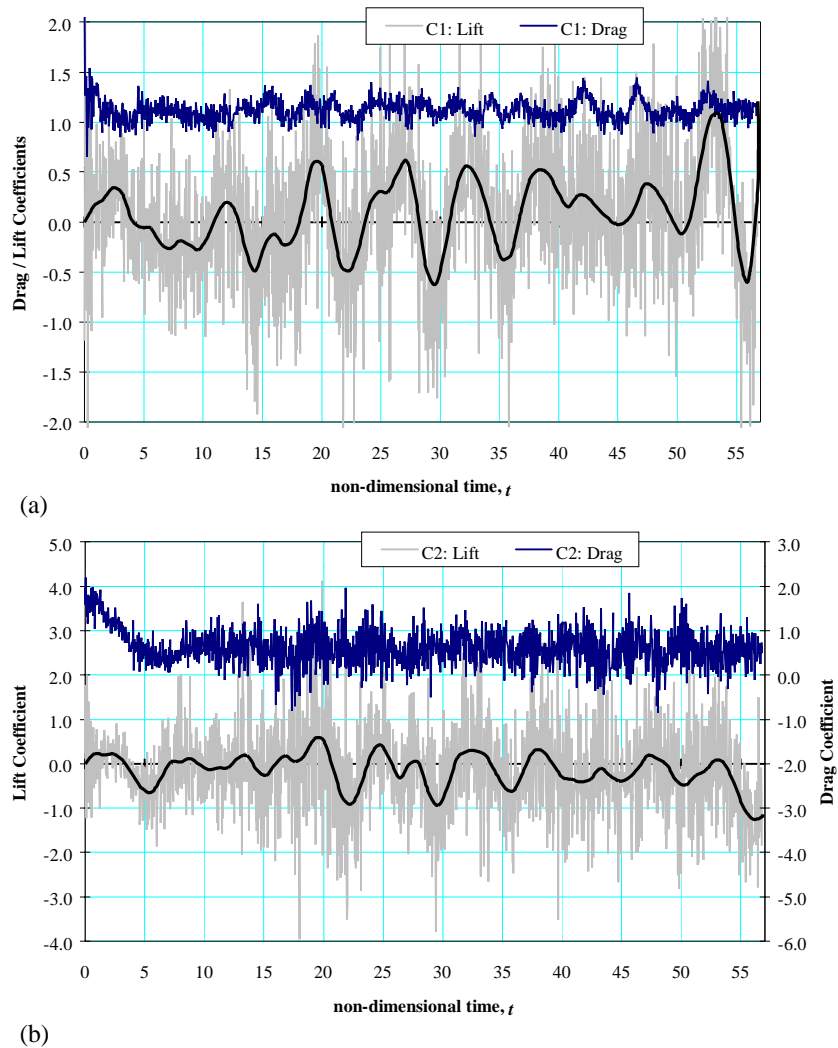 C1: Lift C1: Drag
2.0
1.5
1.0
0.5
0.0
-0.5
-1.0
-1.5
-2.0
Drag / Lift Coefficients
0 5 10 15 20 25 30 35 40 45 50 55
non-dimensional time, t
(a)
C2: Lift C2: Drag
5.0
4.0
3.0
2.0
1.0
0.0
-1.0
-2.0
-3.0
-4.0
Lift Coefficient
3.0
2.0
1.0
0.0
-1.0
-2.0
-3.0
-4.0
-5.0
-6.0
Drag Coefficient
0 5 10 15 20 25 30 35 40 45 50 55
non-dimensional time, t
(b)